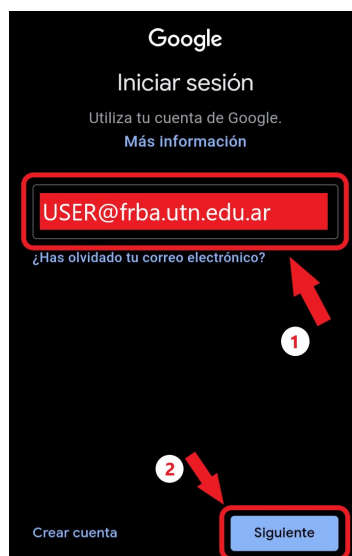 Google
Iniciar sesión
Utiliza tu cuenta de Google.
Más información
USER@frba.utn.edu.ar
¿Has olvidado tu correo electrónico?
1
2
Crear cuenta
Siguiente